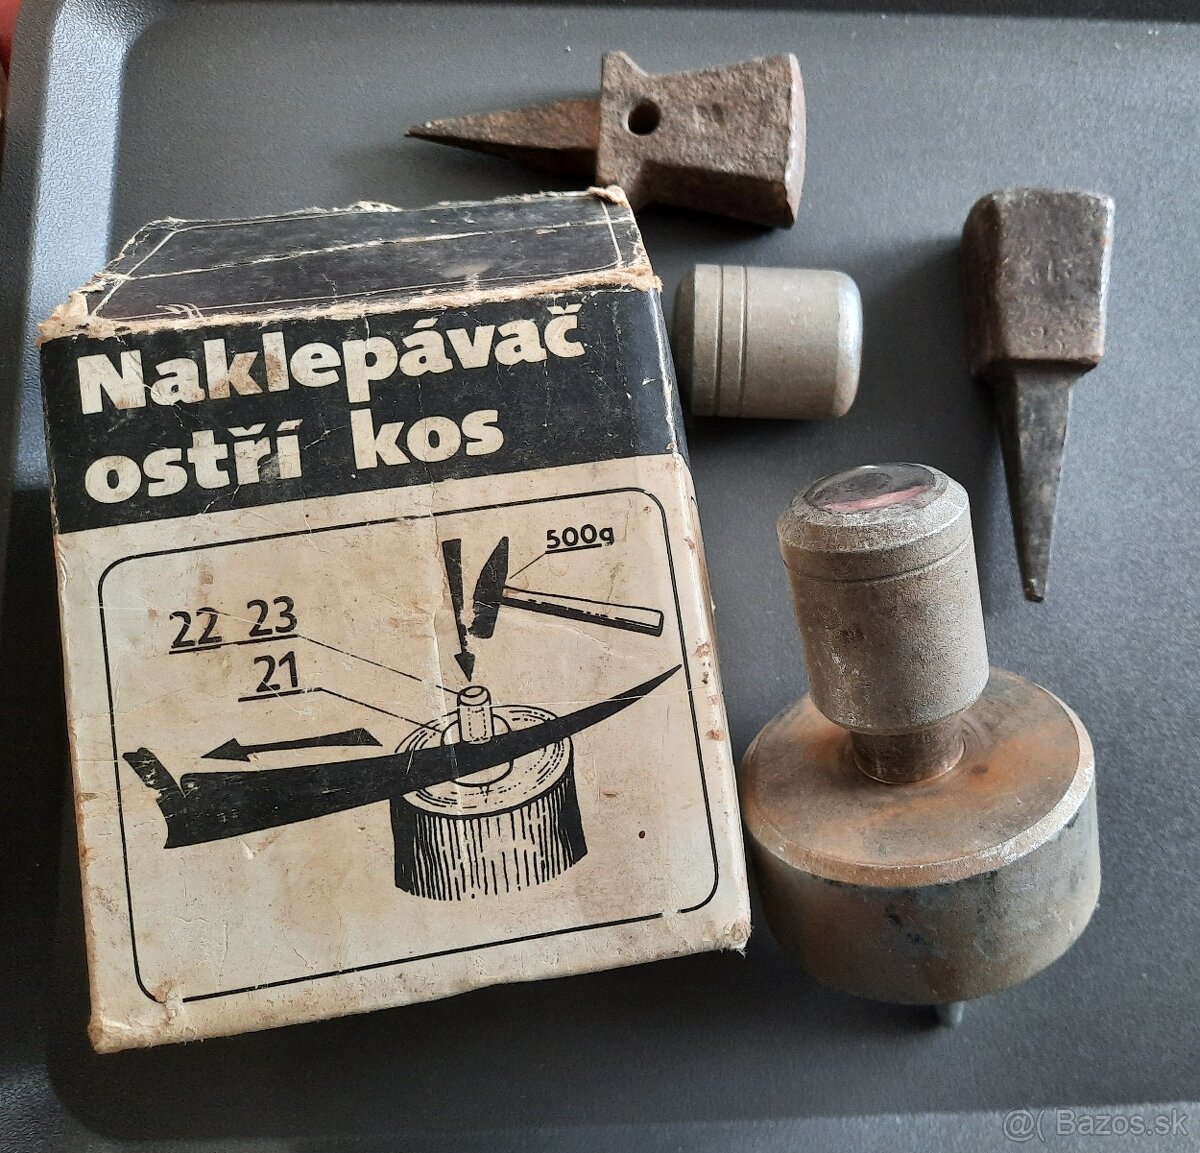 Naklepávač
ostří kos
500g
22 23
21
@( Bazos.sk